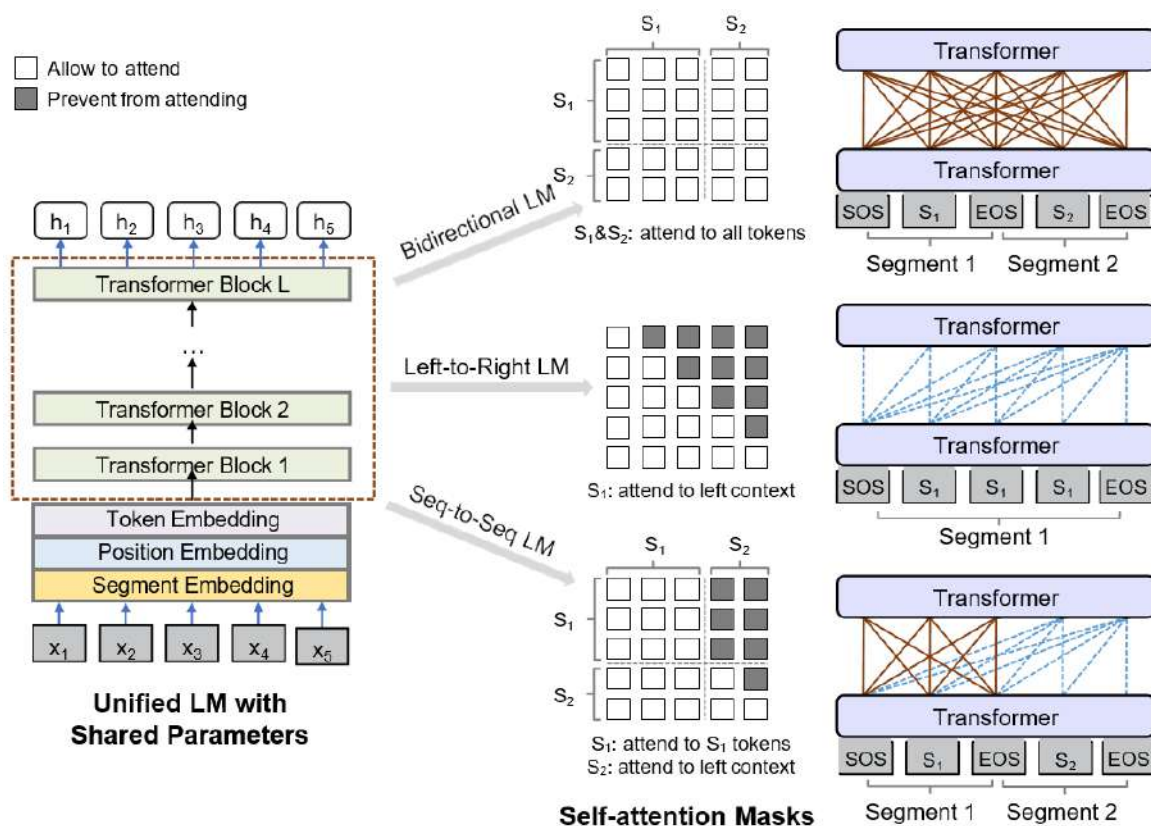 Allow to attend
Prevent from attending
h1 h2 h3 h4 h5
Transformer Block L
...
Transformer Block 2
Transformer Block 1
Token Embedding
Position Embedding
Segment Embedding
x1 x2 x3 x4 x5
Unified LM with
Shared Parameters
Bidirectional LM
Left-to-Right LM
Seq-to-Seq LM
S1 S2
S1
S2
S1&S2: attend to all tokens
S1: attend to left context
S1 S2
S1
S2
S1: attend to S1 tokens
S2: attend to left context
Self-attention Masks
Transformer
Transformer
SOS S1 EOS S2 EOS
Segment 1 Segment 2
Transformer
Transformer
SOS S1 S1 S1 EOS
Segment 1
Transformer
Transformer
SOS S1 EOS S2 EOS
Segment 1 Segment 2